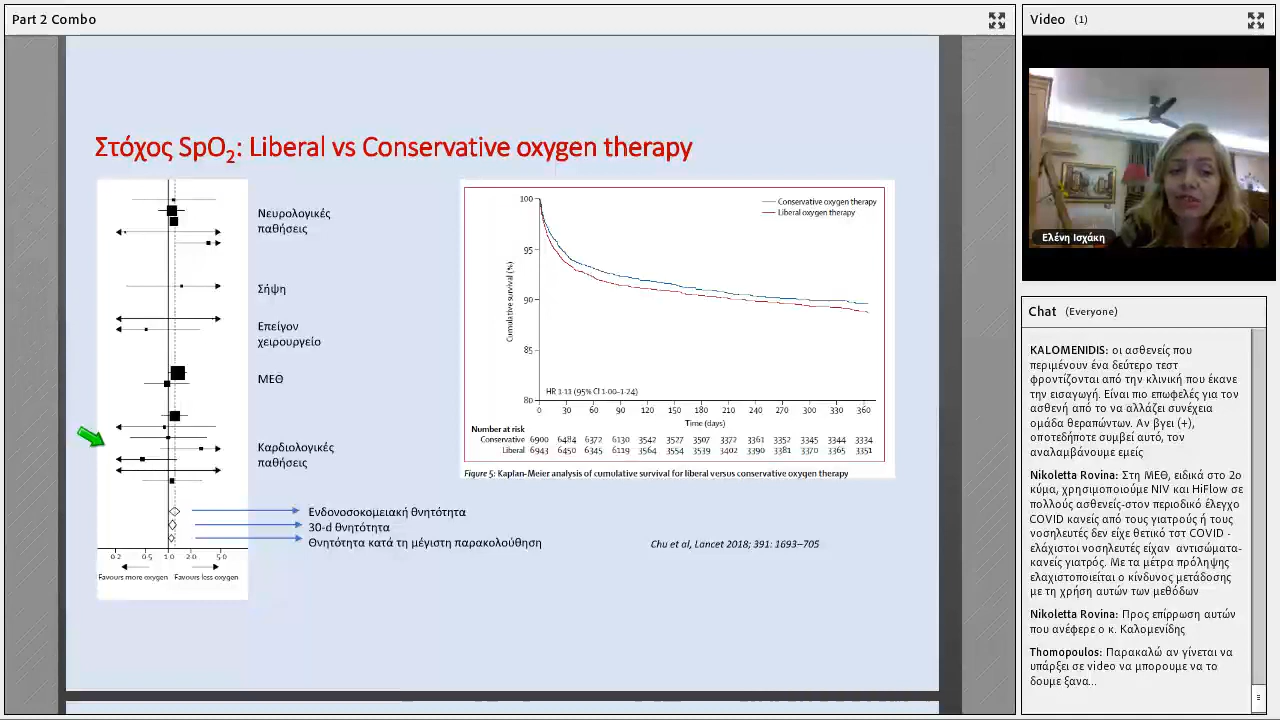 Part 2 Combo
Στόχος SpO2: Liberal vs Conservative oxygen therapy
Νευρολογικές
παθήσεις
Σήψη
Επείγον
χειρουργείο
ΜΕΘ
Καρδιολογικές
παθήσεις
Ενδονοσοκομειακή θνητότητα
30-d θνητότητα
Θνητότητα κατά τη μέγιστη παρακολούθηση
0.2 0.5 1.0 2.0 5.0
Favours more oxygen Favours less oxygen
Conservative oxygen therapy
Liberal oxygen therapy
Cumulative survival (%)
100
95
90
85
80
HR 1·13 (95% CI 1·00–1·24)
0 30 60 90 120 150 180 210 240 270 300 330 360
Time (days)
Number at risk
Conservative 6900 6484 6372 6130 3542 3527 3507 3372 3361 3353 3345 3344 3334
Liberal 6943 6450 6345 6119 3564 3554 3539 3402 3390 3381 3370 3365 3351
Figure 5: Kaplan-Meier analysis of cumulative survival for liberal versus conservative oxygen therapy
Chu et al, Lancet 2018; 391: 1693–705
Video (1)
Ελένη Ισχάκη
Chat (Everyone)
KALOMENIDIS: οι ασθενείς που
περιμένουν ένα δεύτερο τεστ
φροντίζονται από την κλινική που έκανε
την εισαγωγή. Είναι πιο επωφελές για τον
ασθενή από το να αλλάζει συνέχεια
ομάδα θεραπώντων. Αν βγει (+),
οποτεδήποτε συμβεί αυτό, τον
αναλαμβάνουμε εμείς
Nikoletta Rovina: Στη ΜΕΘ, ειδικά στο 2ο
κύμα, χρησιμοποιούμε NIV και HiFlow σε
πολλούς ασθενείς-στον περιοδικό έλεγχο
COVID κανείς από τους γιατρούς ή τους
νοσηλευτές δεν είχε θετικό τστ COVID -
ελάχιστοι νοσηλευτές είχαν αντισώματα-
κανείς γιατρός. Με τα μέτρα πρόληψης
ελαχιστοποιείται ο κίνδυνος μετάδοσης
με τη χρήση αυτών των μεθόδων
Nikoletta Rovina: Προς επίρρωση αυτών
που ανέφερε ο κ. Καλομενίδης
Thomopoulos: Παρακαλώ αν γίνεται να
υπάρξει σε video να μπορουμε να το
δουμε ξανα...